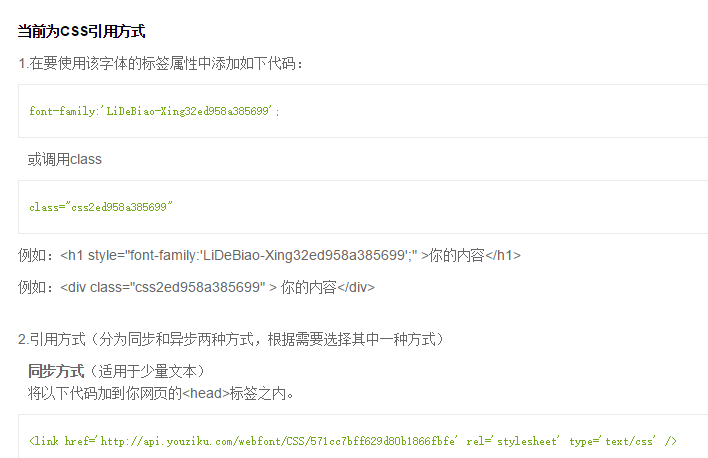 当前为CSS引用方式
1.在要使用该字体的标签属性中添加如下代码：
font-family:'LiDeBiao-Xing32ed958a385699';
或调用class
class="css2ed958a385699"
例如：<h1 style="font-family:'LiDeBiao-Xing32ed958a385699';" >你的内容</h1>
例如：<div class="css2ed958a385699" > 你的内容</div>
2.引用方式（分为同步和异步两种方式，根据需要选择其中一种方式）
同步方式（适用于少量文本）
将以下代码加到你网页的<head>标签之内。
<link href='http://api.youziku.com/webfont/CSS/571cc7bff629d80b1866fbfe' rel='stylesheet' type='text/css' />